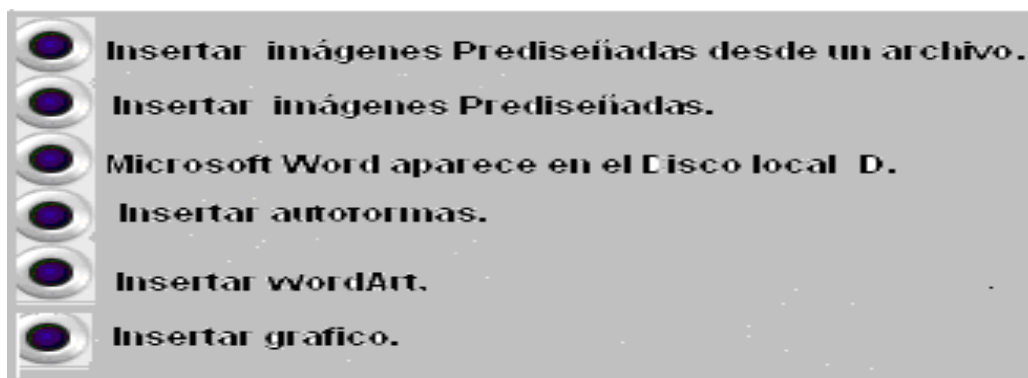 Insertar imágenes Prediseñadas desde un archivo.
Insertar imágenes Prediseñadas.
Microsoft Word aparece en el Disco local D.
Insertar autoformas.
Insertar WordArt.
Insertar grafico.